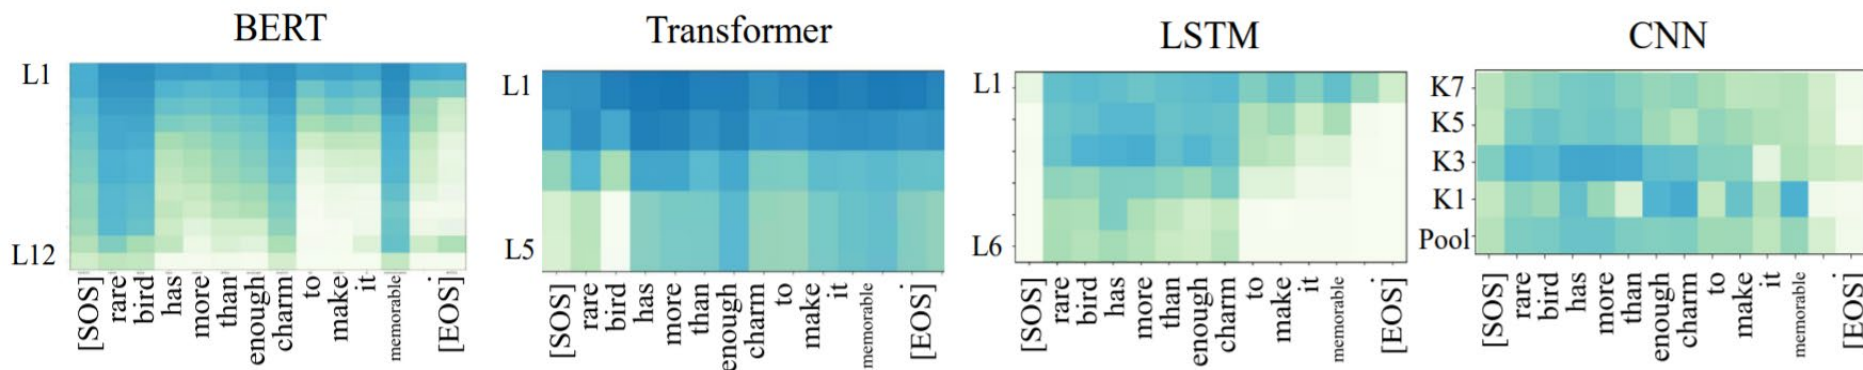 BERT
Transformer
LSTM
CNN
L1
L12
[SOS]
rare
bird
has
more
than
enough
charm
to
make
it
memorable
.
[EOS]
L1
L5
[SOS]
rare
bird
has
more
than
enough
charm
to
make
it
memorable
.
[EOS]
L1
L6
[SOS]
rare
bird
has
more
than
enough
charm
to
make
it
memorable
.
[EOS]
K7
K5
K3
K1
Pool
[SOS]
rare
bird
has
more
than
enough
charm
to
make
it
memorable
.
[EOS]